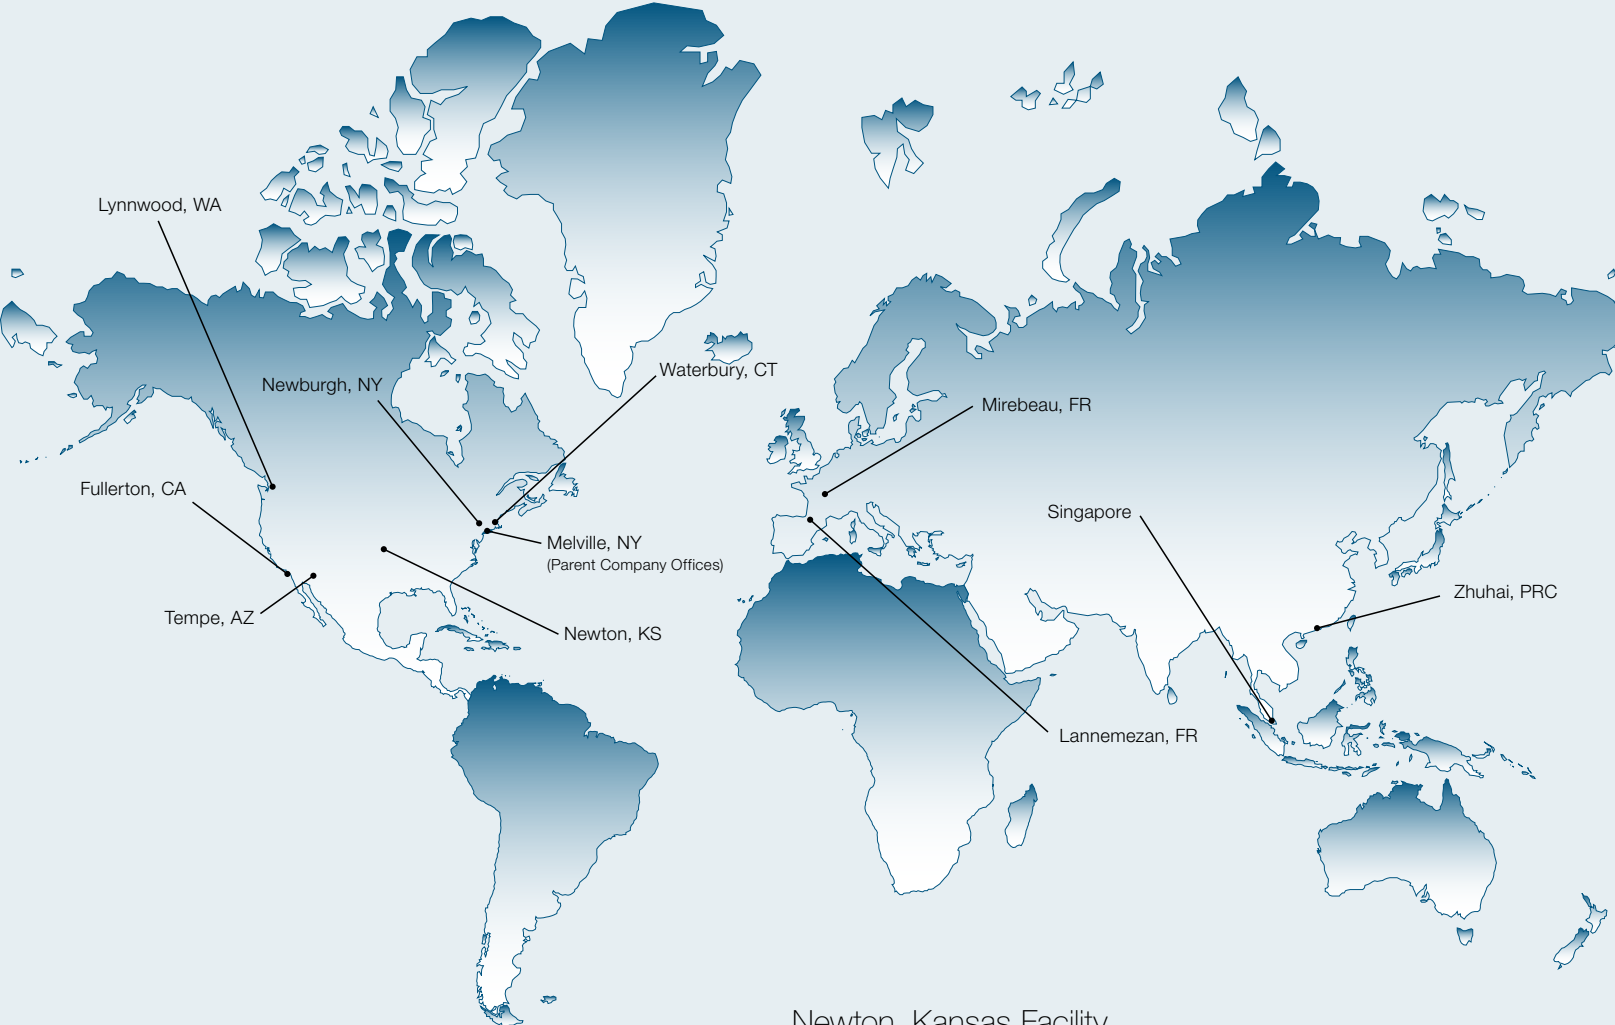 Lynnwood, WA
Waterbury, CT
Newburgh, NY
Mirebeau, FR
Fullerton, CA
Singapore
Melville, NY
(Parent Company Offices)
Zhuhai, PRC
Tempe, AZ
Newton, KS
Lannemezan, FR
Newton, Kansas Facility